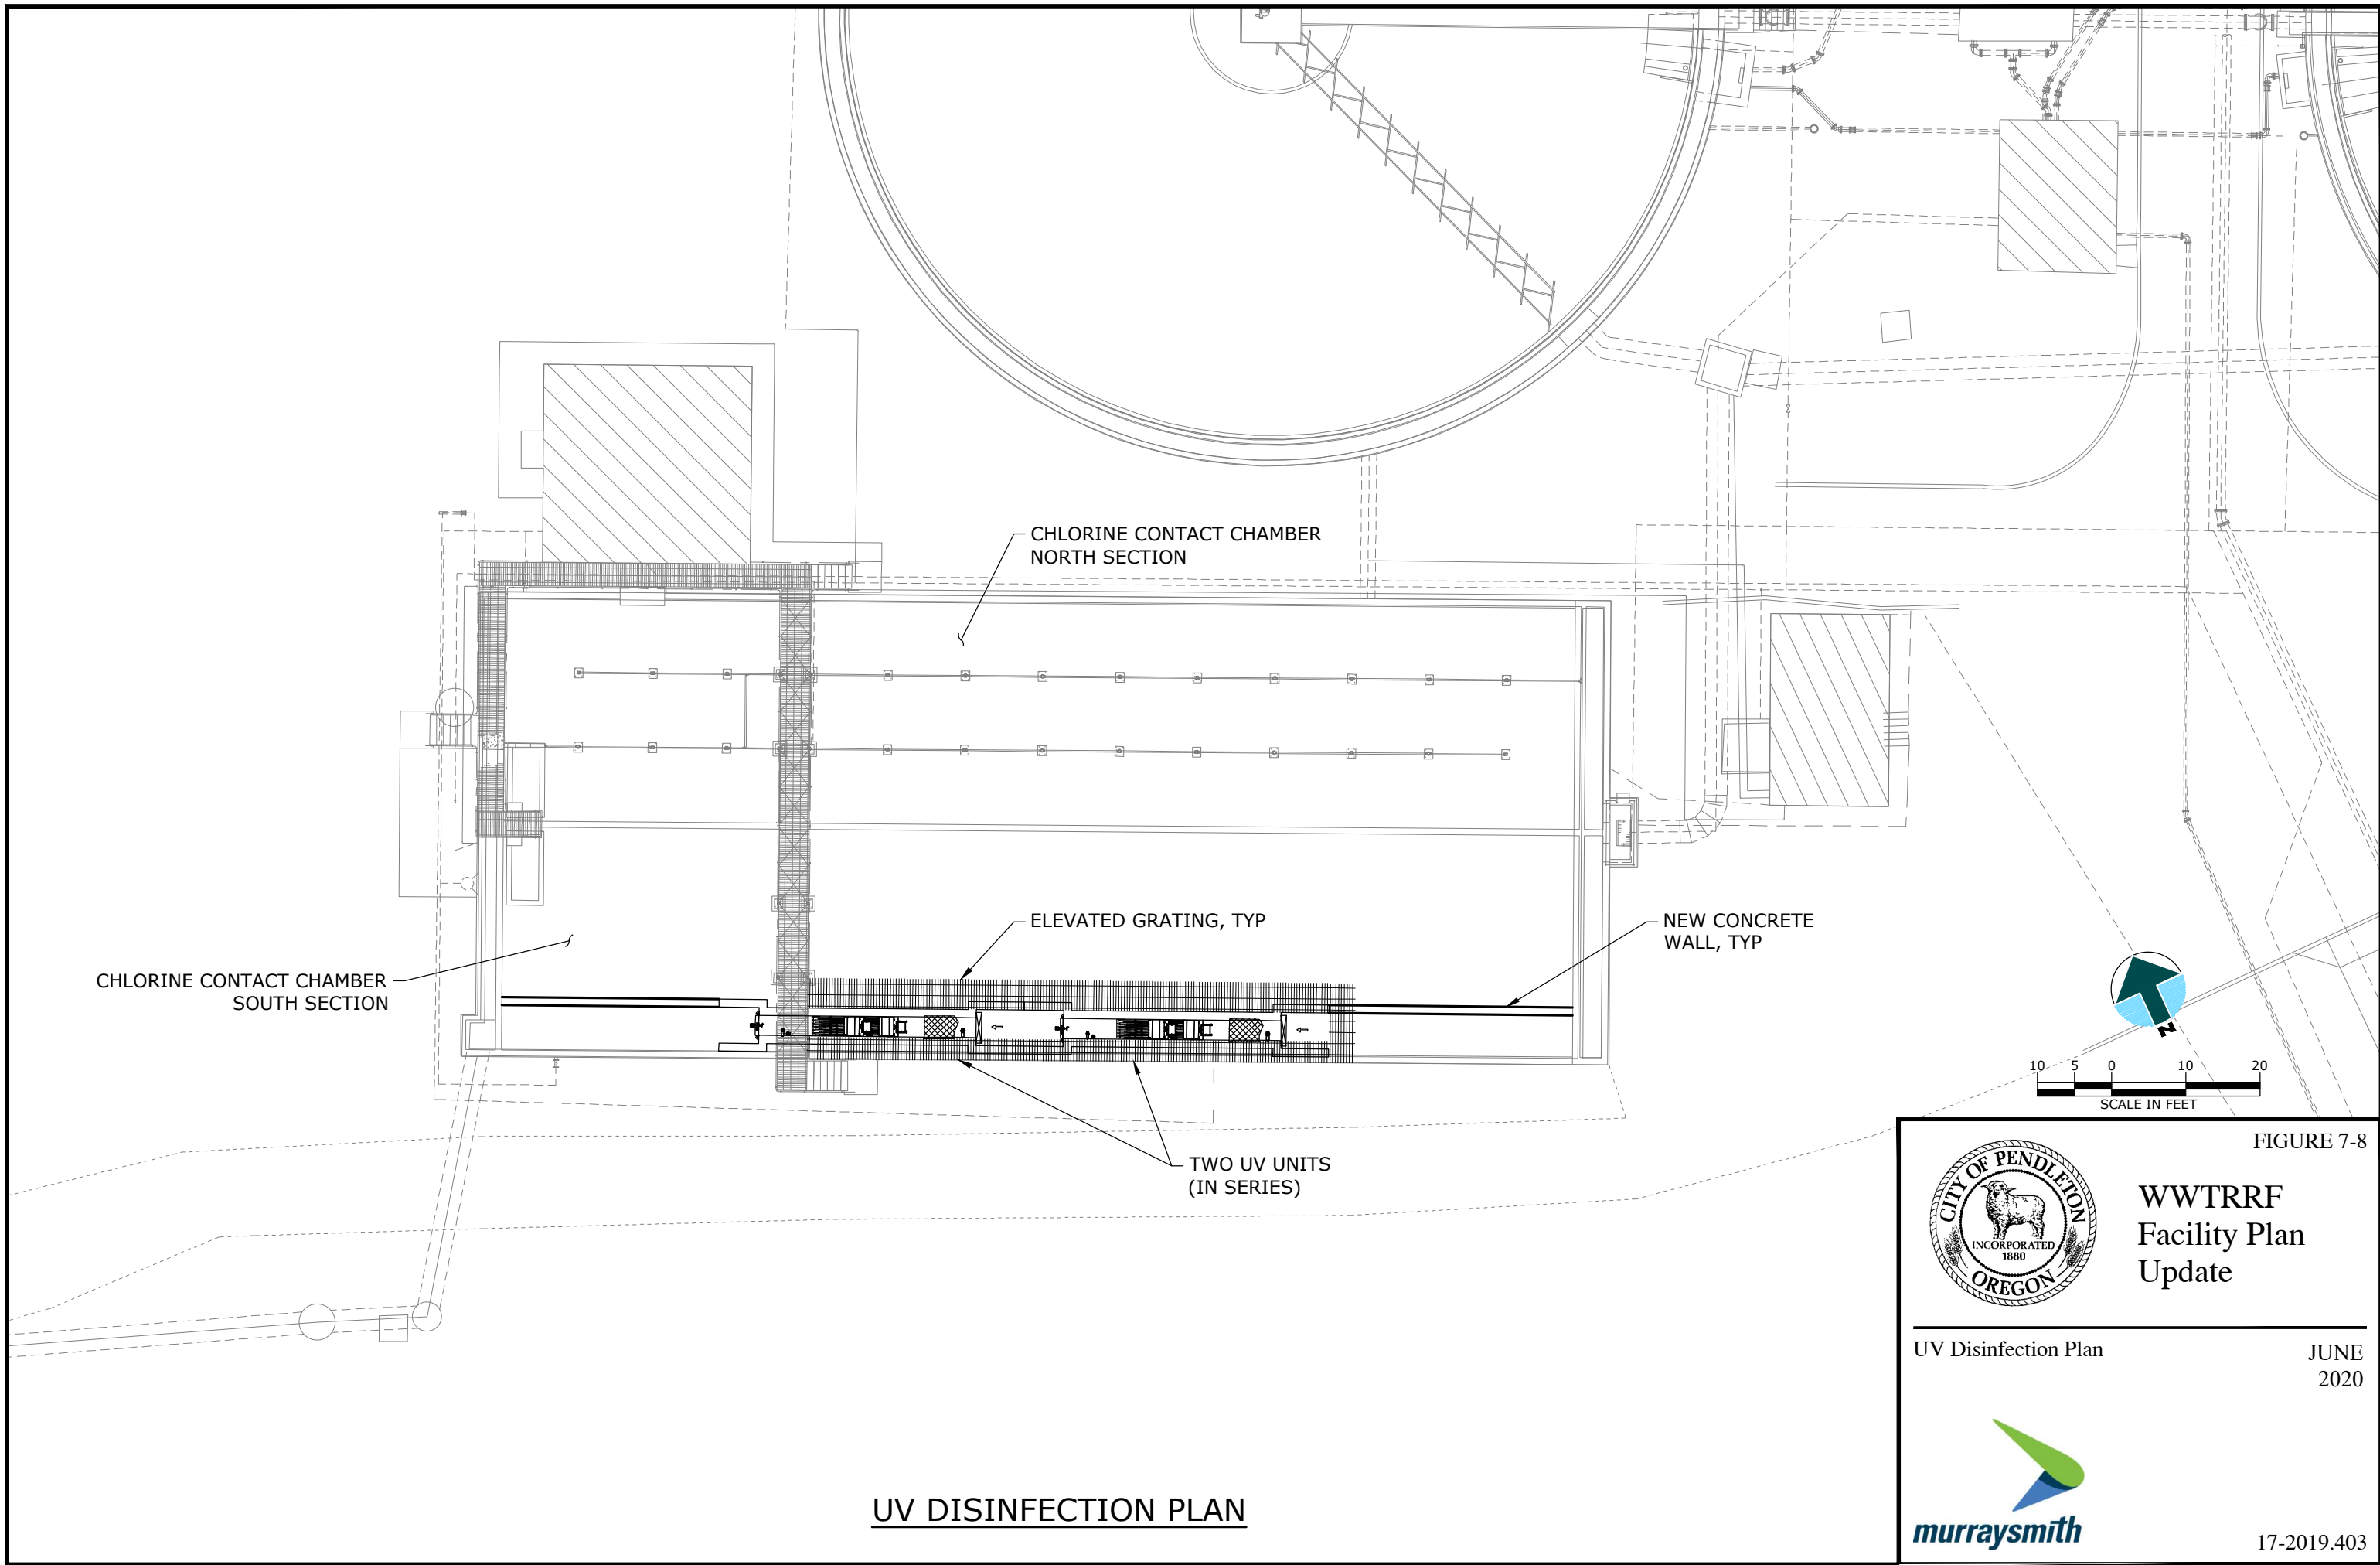 CHLORINE CONTACT CHAMBER
NORTH SECTION
ELEVATED GRATING, TYP
NEW CONCRETE
WALL, TYP
CHLORINE CONTACT CHAMBER
SOUTH SECTION
TWO UV UNITS
(IN SERIES)
N
10 5 0 10 20
SCALE IN FEET
FIGURE 7-8
CITY OF PENDLETON
INCORPORATED
1880
OREGON
WWTRRF
Facility Plan
Update
UV Disinfection Plan
JUNE
2020
murraysmith
17-2019.403
UV DISINFECTION PLAN